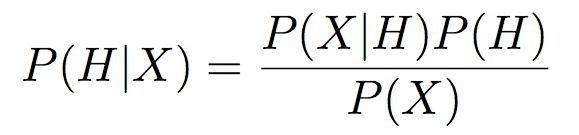 P(H|X) = P(X|H)P(H) / P(X)